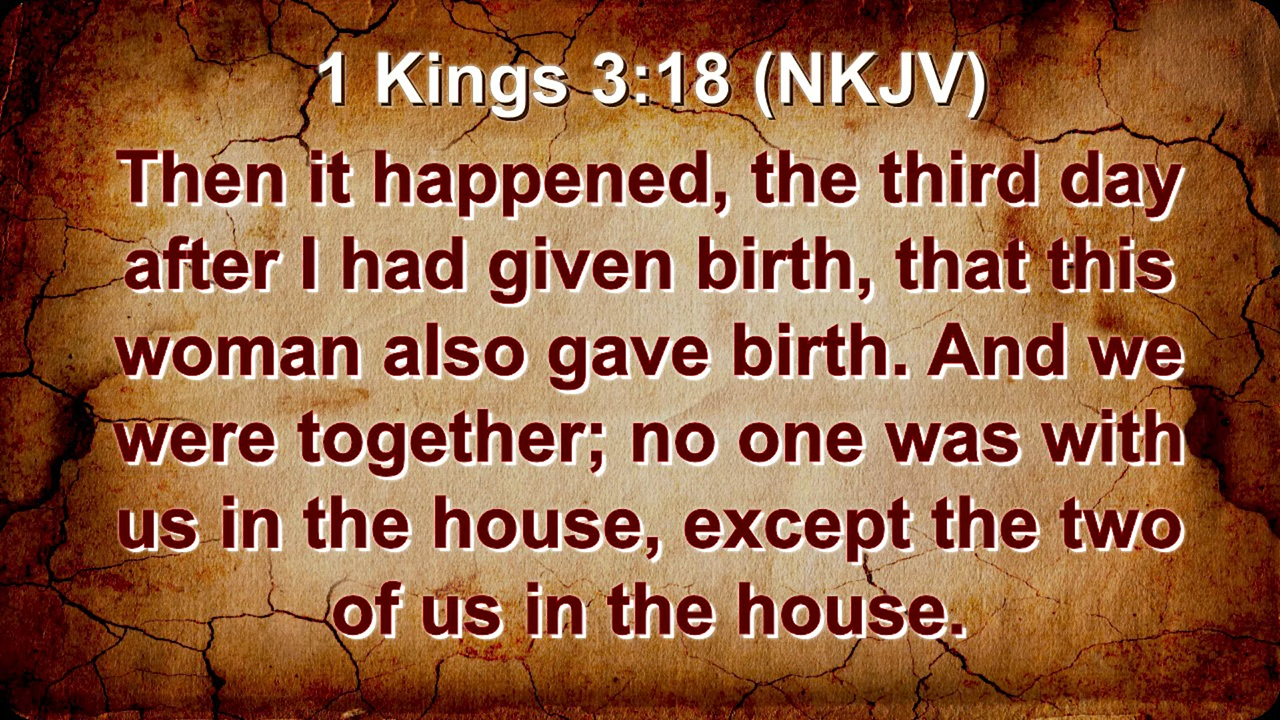 1 Kings 3:18 (NKJV)
Then it happened, the third day
after I had given birth, that this
woman also gave birth. And we
were together; no one was with
us in the house, except the two
of us in the house.